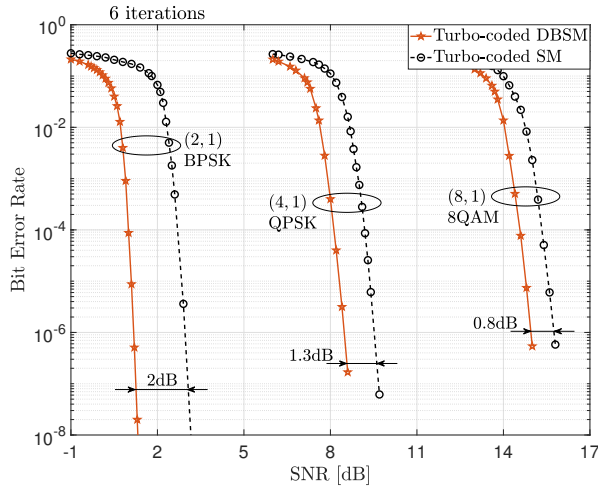 6 iterations
Turbo-coded DBSM
Turbo-coded SM
10^0
10^-2
10^-4
10^-6
10^-8
Bit Error Rate
(2, 1)
BPSK
(4, 1)
QPSK
(8, 1)
8QAM
2dB
1.3dB
0.8dB
-1 2 5 8 11 14 17
SNR [dB]